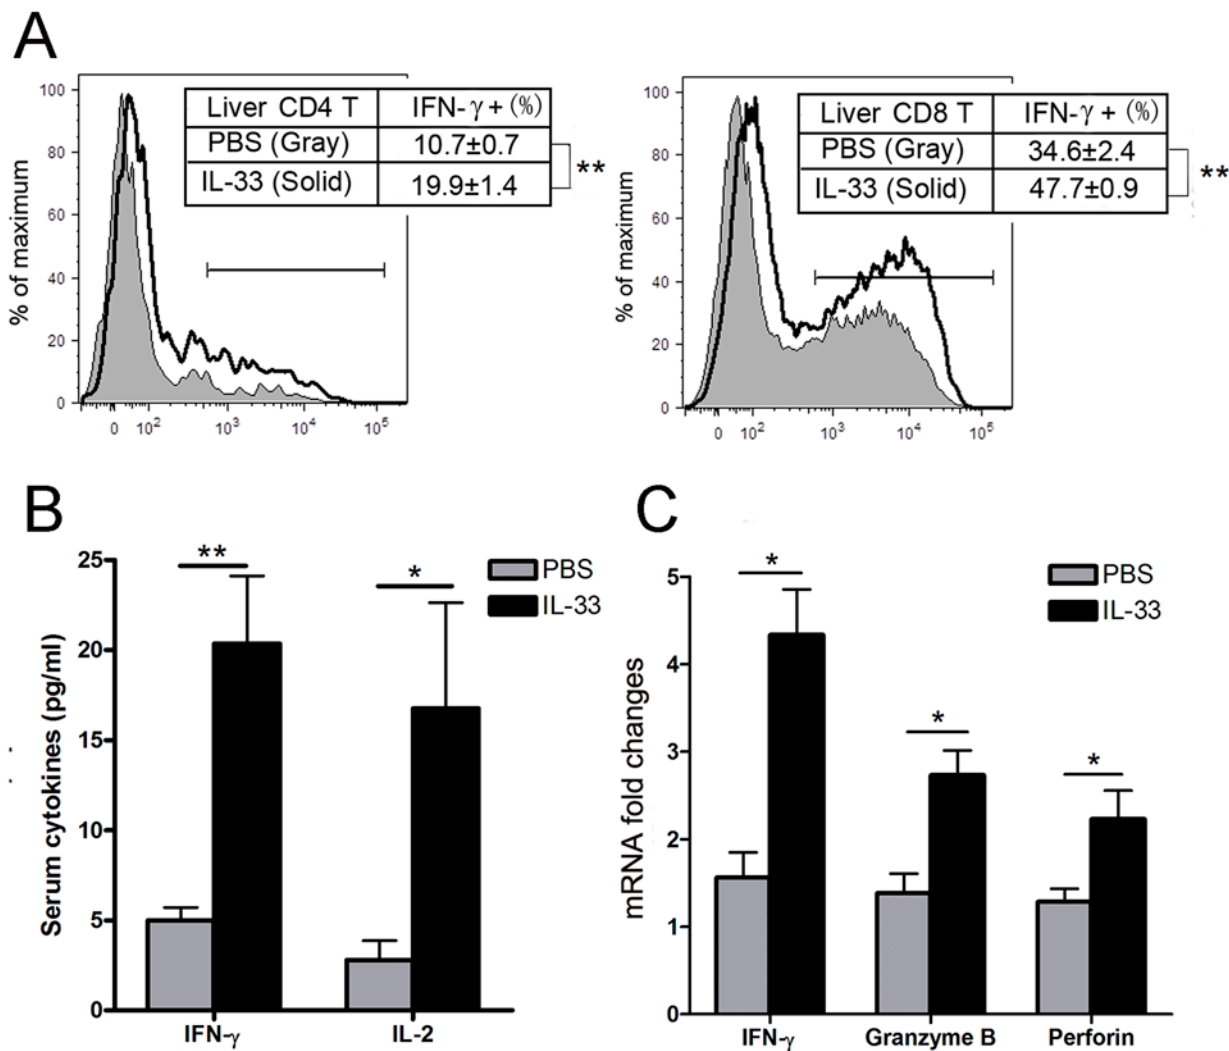 A
Liver CD4 T IFN-γ + (%)
PBS (Gray) 10.7±0.7
IL-33 (Solid) 19.9±1.4
**
% of maximum
100
80
60
40
20
0
0 10² 10³ 10⁴ 10⁵
Liver CD8 T IFN-γ + (%)
PBS (Gray) 34.6±2.4
IL-33 (Solid) 47.7±0.9
**
% of maximum
100
80
60
40
20
0
0 10² 10³ 10⁴ 10⁵
B
Serum cytokines (pg/ml)
25
20
15
10
5
0
** *
PBS
IL-33
IFN-γ IL-2
C
mRNA fold changes
5
4
3
2
1
0
* * *
PBS
IL-33
IFN-γ Granzyme B Perforin